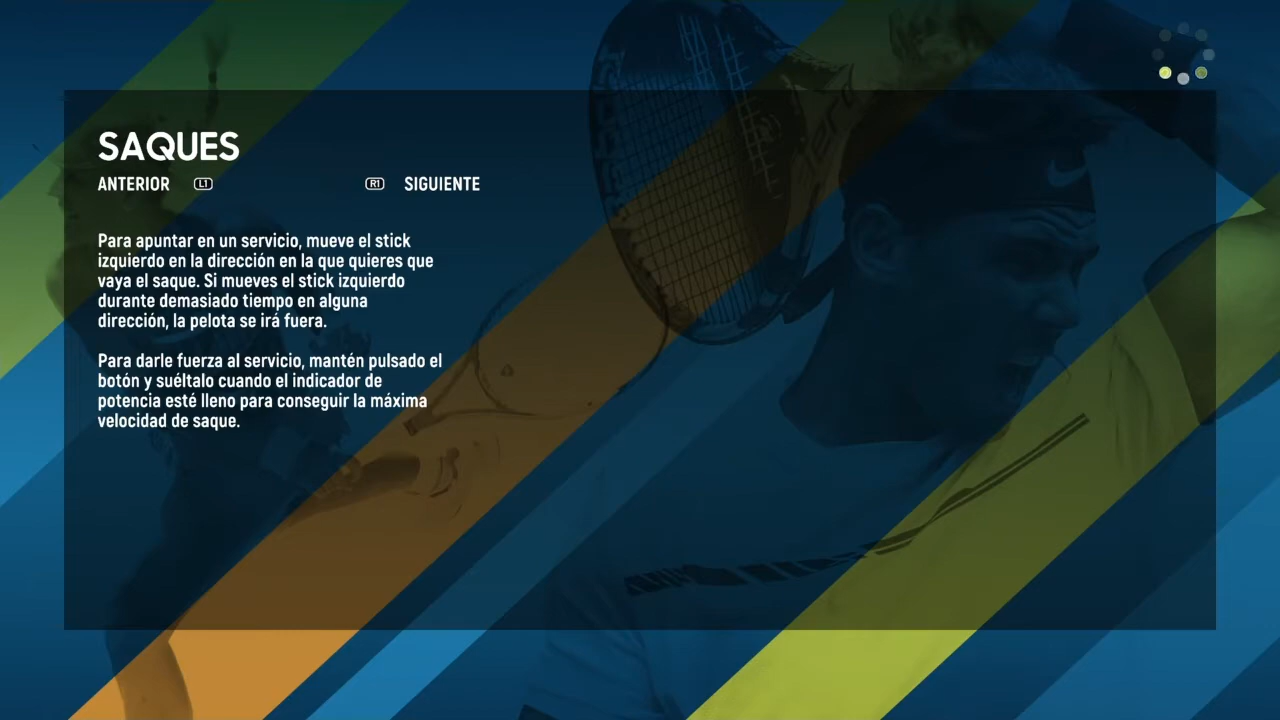 SAQUES
ANTERIOR L1 R1 SIGUIENTE
Para apuntar en un servicio, mueve el stick
izquierdo en la dirección en la que quieres que
vaya el saque. Si mueves el stick izquierdo
durante demasiado tiempo en alguna
dirección, la pelota se irá fuera.
Para darle fuerza al servicio, mantén pulsado el
botón y suéltalo cuando el indicador de
potencia esté lleno para conseguir la máxima
velocidad de saque.